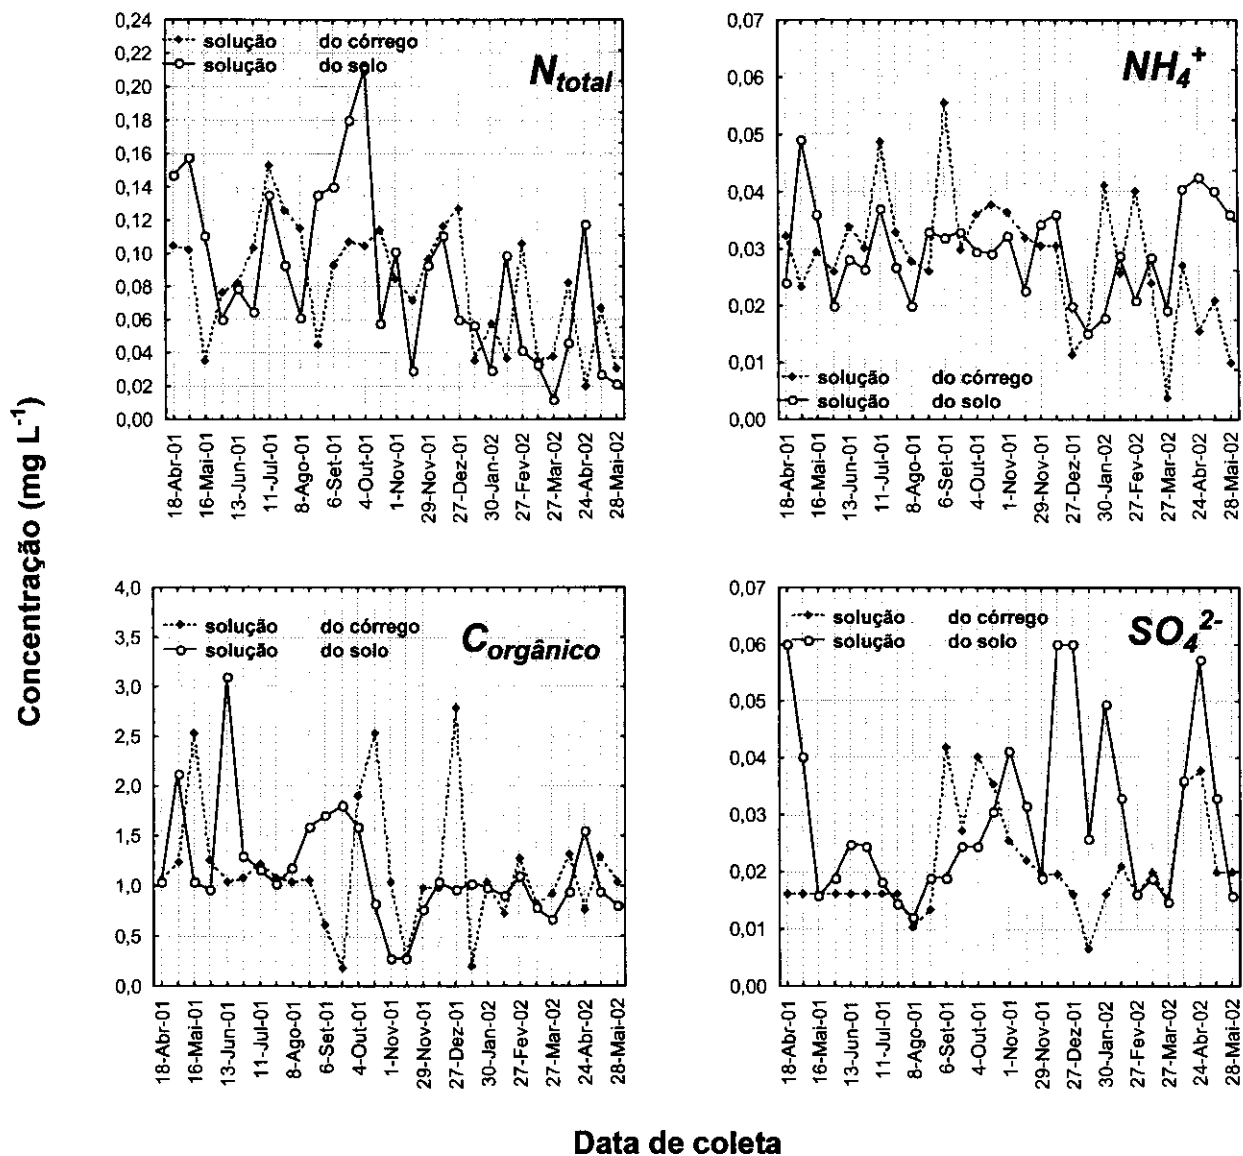 Concentração (mg L⁻¹)
0,24
0,22
0,20
0,18
0,16
0,14
0,12
0,10
0,08
0,06
0,04
0,02
0,00
solução do córrego
solução do solo
N total
18-Abr-01
16-Mai-01
13-Jun-01
11-Jul-01
8-Ago-01
6-Set-01
4-Out-01
1-Nov-01
29-Nov-01
27-Dez-01
30-Jan-02
27-Fev-02
27-Mar-02
24-Abr-02
28-Mai-02
0,07
0,06
0,05
0,04
0,03
0,02
0,01
0,00
NH₄⁺
solução do córrego
solução do solo
18-Abr-01
16-Mai-01
13-Jun-01
11-Jul-01
8-Ago-01
6-Set-01
4-Out-01
1-Nov-01
29-Nov-01
27-Dez-01
30-Jan-02
27-Fev-02
27-Mar-02
24-Abr-02
28-Mai-02
4,0
3,5
3,0
2,5
2,0
1,5
1,0
0,5
0,0
solução do córrego
solução do solo
C orgânico
18-Abr-01
16-Mai-01
13-Jun-01
11-Jul-01
8-Ago-01
6-Set-01
4-Out-01
1-Nov-01
29-Nov-01
27-Dez-01
30-Jan-02
27-Fev-02
27-Mar-02
24-Abr-02
28-Mai-02
0,07
0,06
0,05
0,04
0,03
0,02
0,01
0,00
solução do córrego
solução do solo
SO₄²⁻
18-Abr-01
16-Mai-01
13-Jun-01
11-Jul-01
8-Ago-01
6-Set-01
4-Out-01
1-Nov-01
29-Nov-01
27-Dez-01
30-Jan-02
27-Fev-02
27-Mar-02
24-Abr-02
28-Mai-02
Data de coleta